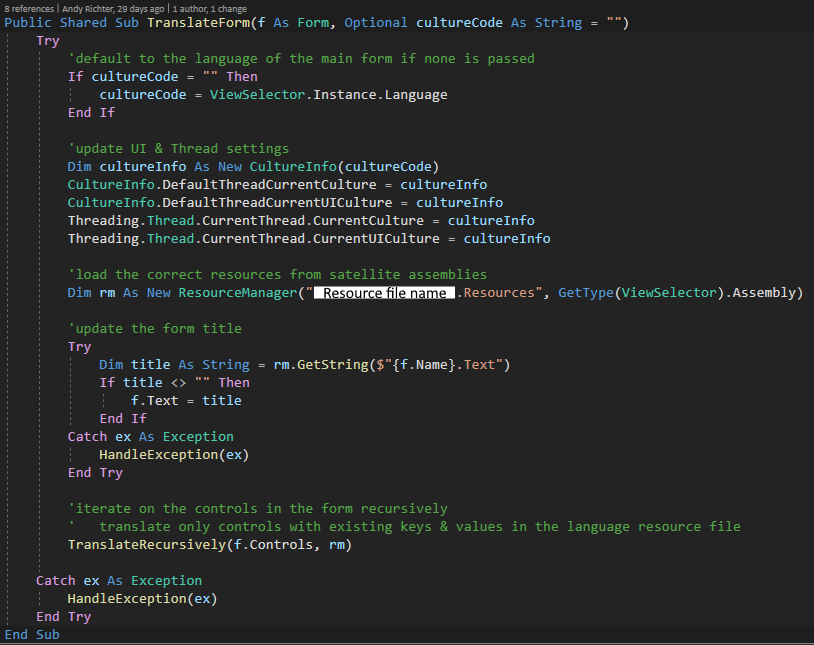 8 references | Andy Richter, 29 days ago | 1 author, 1 change
Public Shared Sub TranslateForm(f As Form, Optional cultureCode As String = "")
Try
'default to the language of the main form if none is passed
If cultureCode = "" Then
cultureCode = ViewSelector.Instance.Language
End If
'update UI & Thread settings
Dim cultureInfo As New CultureInfo(cultureCode)
CultureInfo.DefaultThreadCurrentCulture = cultureInfo
CultureInfo.DefaultThreadCurrentUICulture = cultureInfo
Threading.Thread.CurrentThread.CurrentCulture = cultureInfo
Threading.Thread.CurrentThread.CurrentUICulture = cultureInfo
'load the correct resources from satellite assemblies
Dim rm As New ResourceManager(" Resource file name .Resources", GetType(ViewSelector).Assembly)
'update the form title
Try
Dim title As String = rm.GetString($"{f.Name}.Text")
If title <> "" Then
f.Text = title
End If
Catch ex As Exception
HandleException(ex)
End Try
'iterate on the controls in the form recursively
'   translate only controls with existing keys & values in the language resource file
TranslateRecursively(f.Controls, rm)
Catch ex As Exception
HandleException(ex)
End Try
End Sub